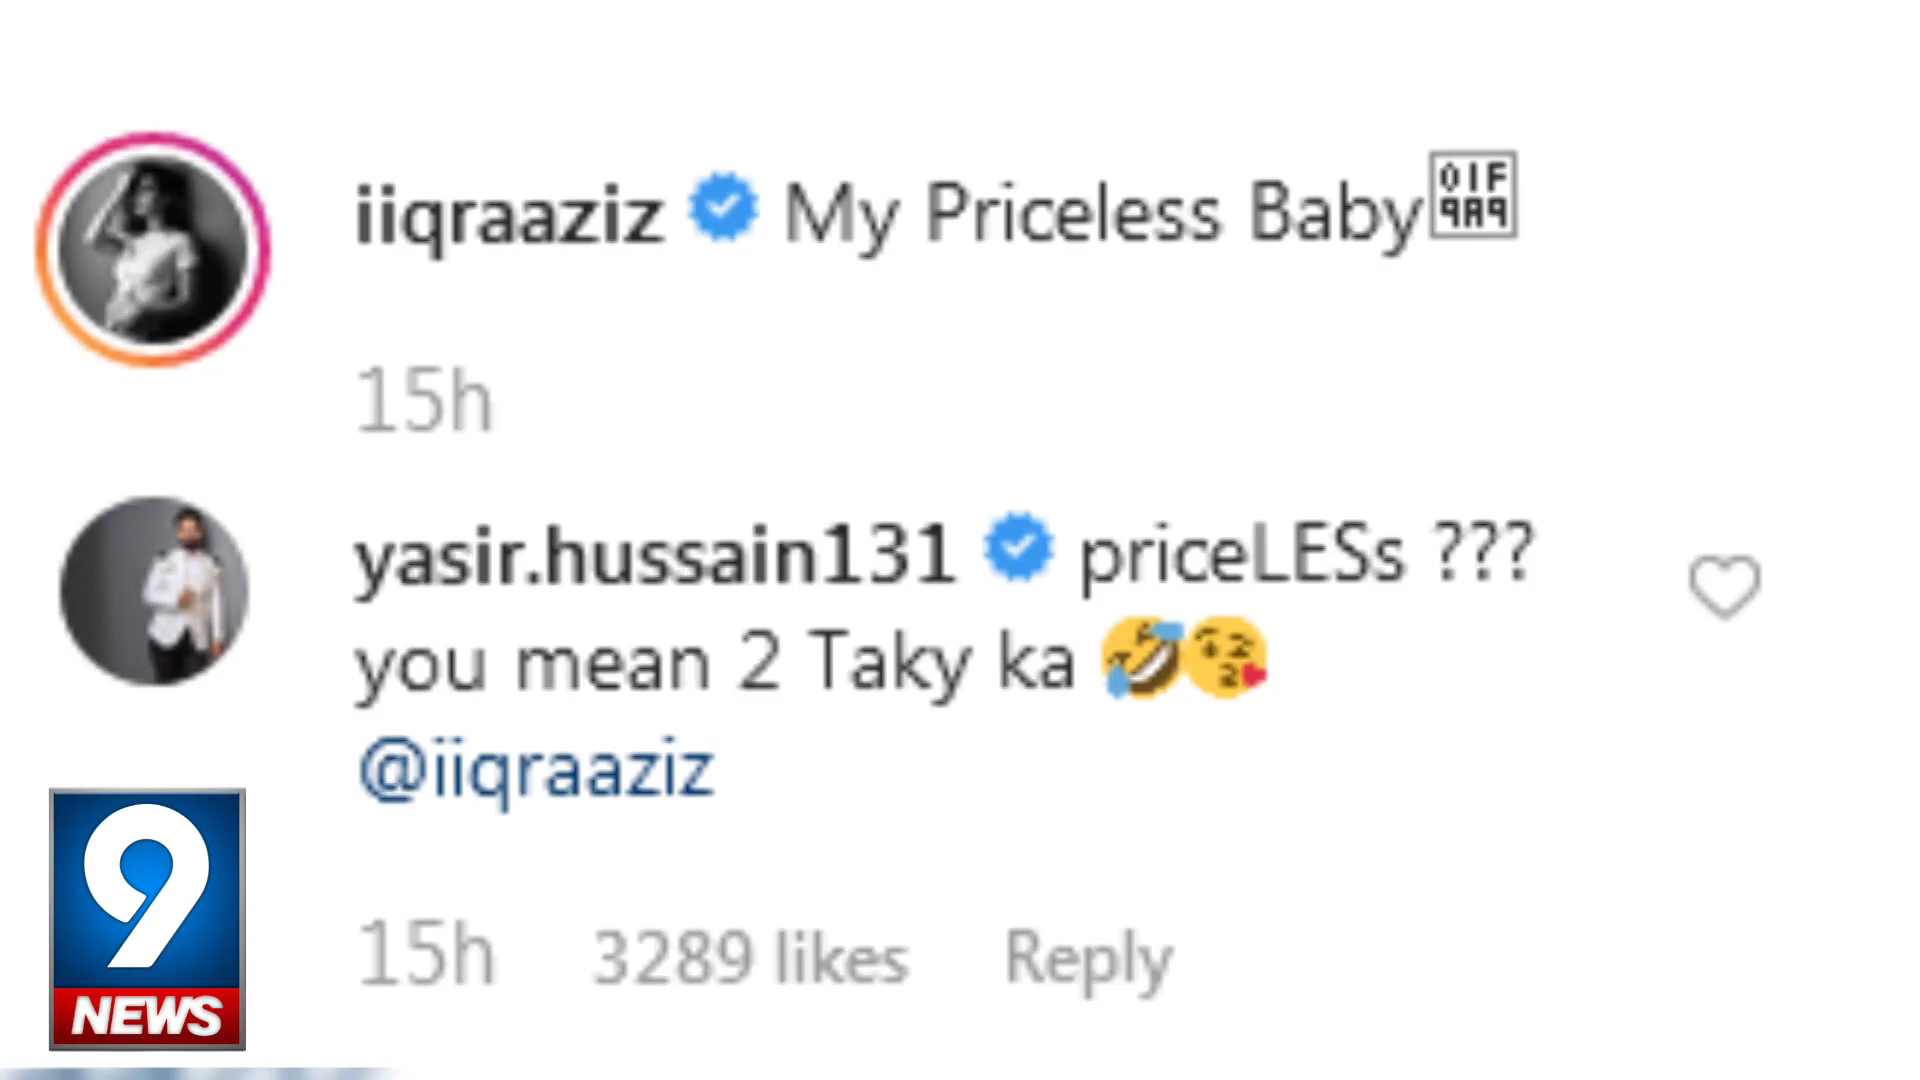 iiqraaziz My Priceless Baby
15h
yasir.hussain131 priceLESs ???
you mean 2 Taky ka 🤣😘
@iiqraaziz
15h 3289 likes Reply
9
NEWS